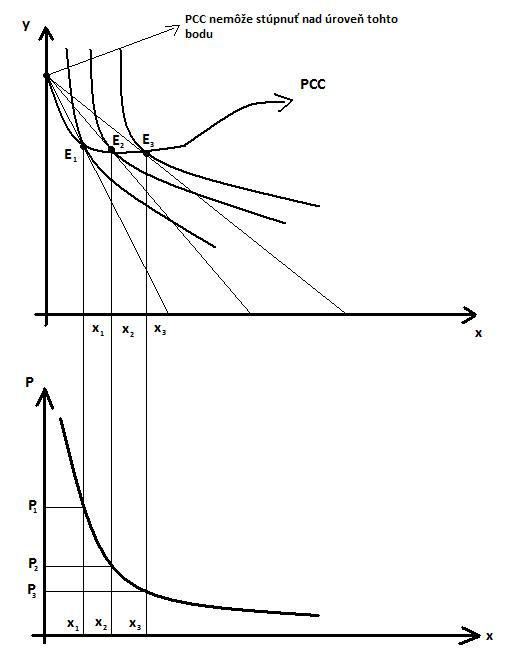 y
PCC nemôže stúpnuť nad úroveň tohto
bodu
PCC
E1
E2
E3
x1
x2
x3
x
P
P1
P2
P3
x1
x2
x3
x